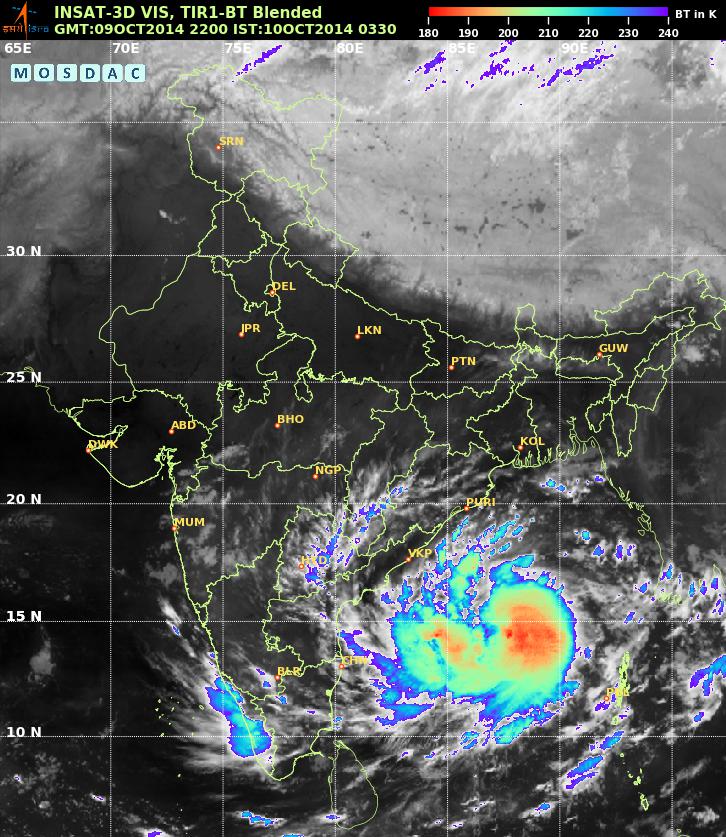 INSAT-3D VIS, TIR1-BT Blended
GMT:09OCT2014 2200 IST:10OCT2014 0330
BT in K
180 190 200 210 220 230 240
65E 70E 75E 80E 85E 90E
MOSDAC
SRN
30 N
DEL
JPR
LKN
GUW
PTN
25 N
ABD
BHO
DWK
KOL
NGP
20 N
PURI
MUM
VKP
HYD
15 N
CHN
BLR
PBL
10 N